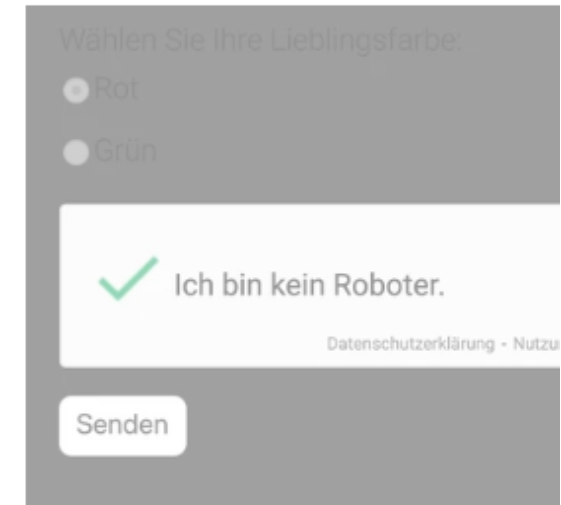 Wählen Sie Ihre Lieblingsfarbe:
Rot
Grün
Ich bin kein Roboter.
Datenschutzerklärung - Nutzu
Senden